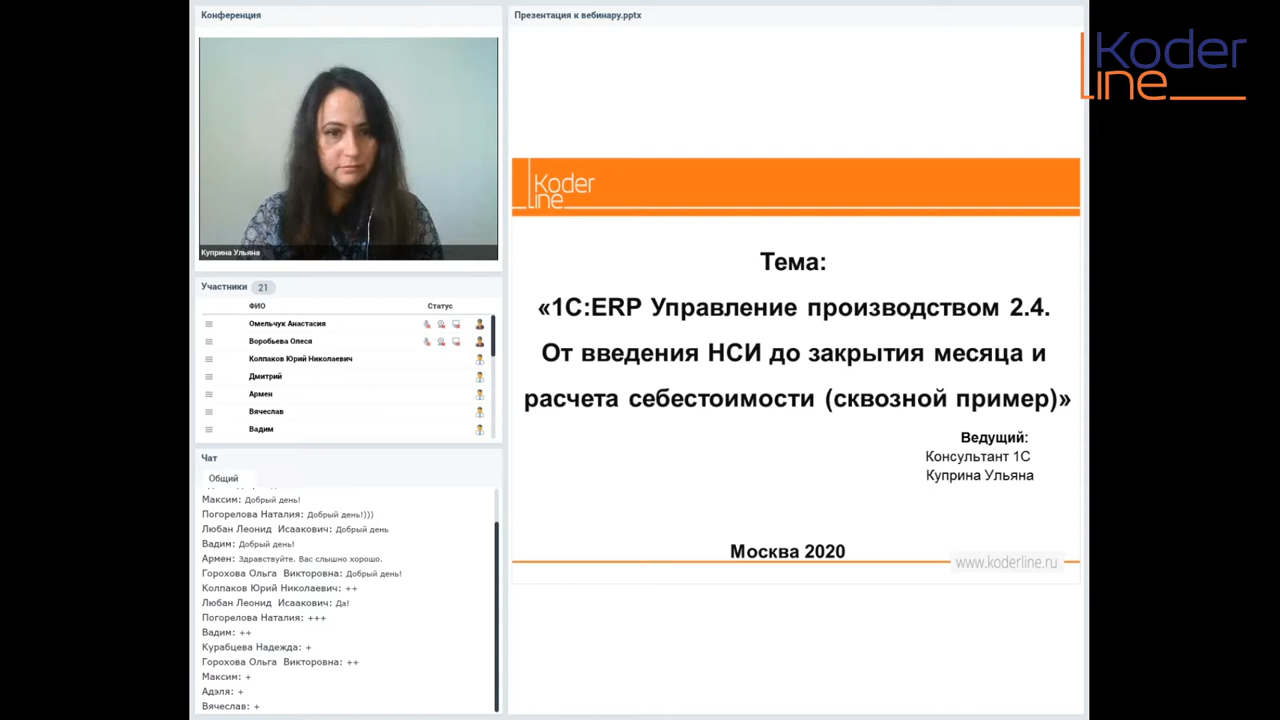 Конференция
Куприна Ульяна
Участники 21
ФИО Статус
Омельчук Анастасия
Воробьева Олеся
Колпаков Юрий Николаевич
Дмитрий
Армен
Вячеслав
Вадим
Чат
Общий
Максим: Добрый день!
Погорелова Наталия: Добрый день!)))
Любан Леонид Исаакович: Добрый день
Вадим: Добрый день!
Армен: Здравствуйте. Вас слышно хорошо.
Горохова Ольга Викторовна: Добрый день!
Колпаков Юрий Николаевич: ++
Любан Леонид Исаакович: Да!
Погорелова Наталия: +++
Вадим: ++
Курабцева Надежда: +
Горохова Ольга Викторовна: ++
Максим: +
Адэля: +
Вячеслав: +
Презентация к вебинару.pptx
Koder
line
Koder
line
Тема:
«1С:ERP Управление производством 2.4.
От введения НСИ до закрытия месяца и
расчета себестоимости (сквозной пример)»
Ведущий:
Консультант 1С
Куприна Ульяна
Москва 2020
www.koderline.ru